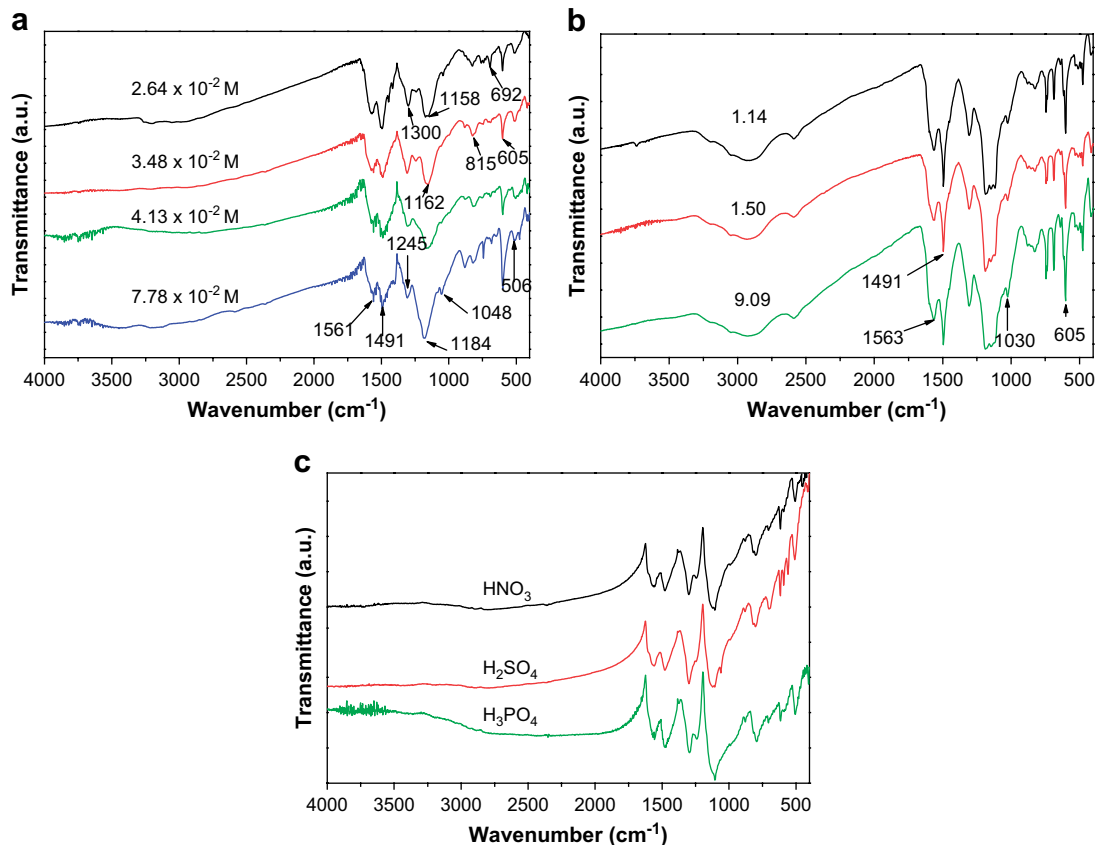 a
Transmittance (a.u.)
2.64 x 10⁻² M
3.48 x 10⁻² M
4.13 x 10⁻² M
7.78 x 10⁻² M
1300
1158
692
1162
815
605
1245
506
1561
1491
1184
1048
4000 3500 3000 2500 2000 1500 1000 500
Wavenumber (cm⁻¹)
b
Transmittance (a.u.)
1.14
1.50
9.09
1491
1563
1030
605
4000 3500 3000 2500 2000 1500 1000 500
Wavenumber (cm⁻¹)
c
Transmittance (a.u.)
HNO₃
H₂SO₄
H₃PO₄
4000 3500 3000 2500 2000 1500 1000 500
Wavenumber (cm⁻¹)